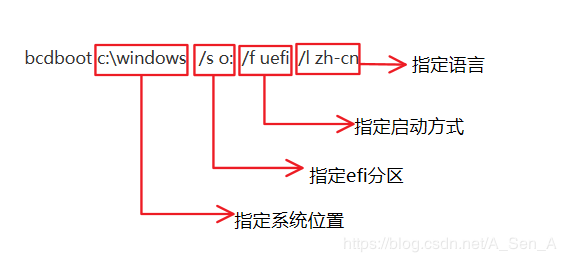 bcdboot c:\windows /s o: /f uefi /l zh-cn
指定语言
指定启动方式
指定efi分区
指定系统位置
https://blog.csdn.net/A_Sen_A